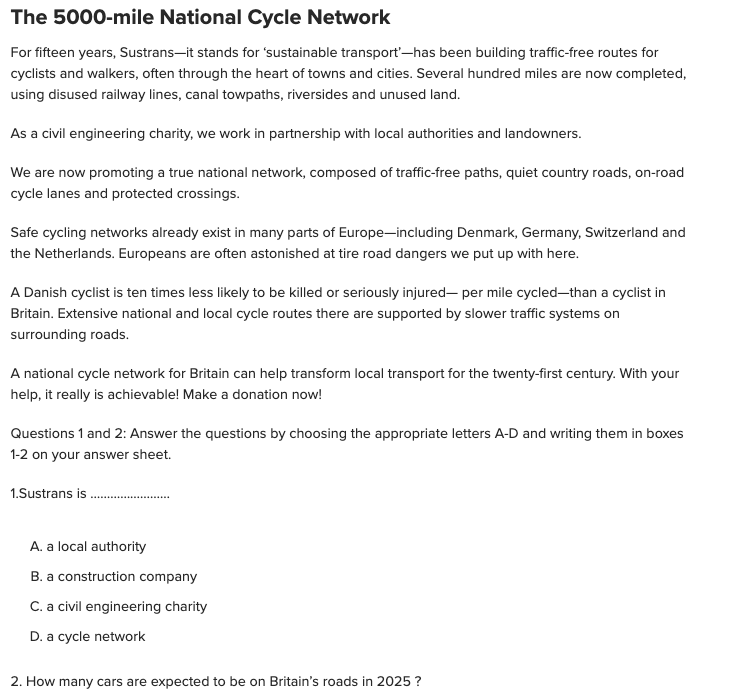 The 5000-mile National Cycle Network
For fifteen years, Sustrans—it stands for ‘sustainable transport’—has been building traffic-free routes for
cyclists and walkers, often through the heart of towns and cities. Several hundred miles are now completed,
using disused railway lines, canal towpaths, riversides and unused land.
As a civil engineering charity, we work in partnership with local authorities and landowners.
We are now promoting a true national network, composed of traffic-free paths, quiet country roads, on-road
cycle lanes and protected crossings.
Safe cycling networks already exist in many parts of Europe—including Denmark, Germany, Switzerland and
the Netherlands. Europeans are often astonished at tire road dangers we put up with here.
A Danish cyclist is ten times less likely to be killed or seriously injured— per mile cycled—than a cyclist in
Britain. Extensive national and local cycle routes there are supported by slower traffic systems on
surrounding roads.
A national cycle network for Britain can help transform local transport for the twenty-first century. With your
help, it really is achievable! Make a donation now!
Questions 1 and 2: Answer the questions by choosing the appropriate letters A-D and writing them in boxes
1-2 on your answer sheet.
1.Sustrans is ........................
A. a local authority
B. a construction company
C. a civil engineering charity
D. a cycle network
2. How many cars are expected to be on Britain’s roads in 2025 ?